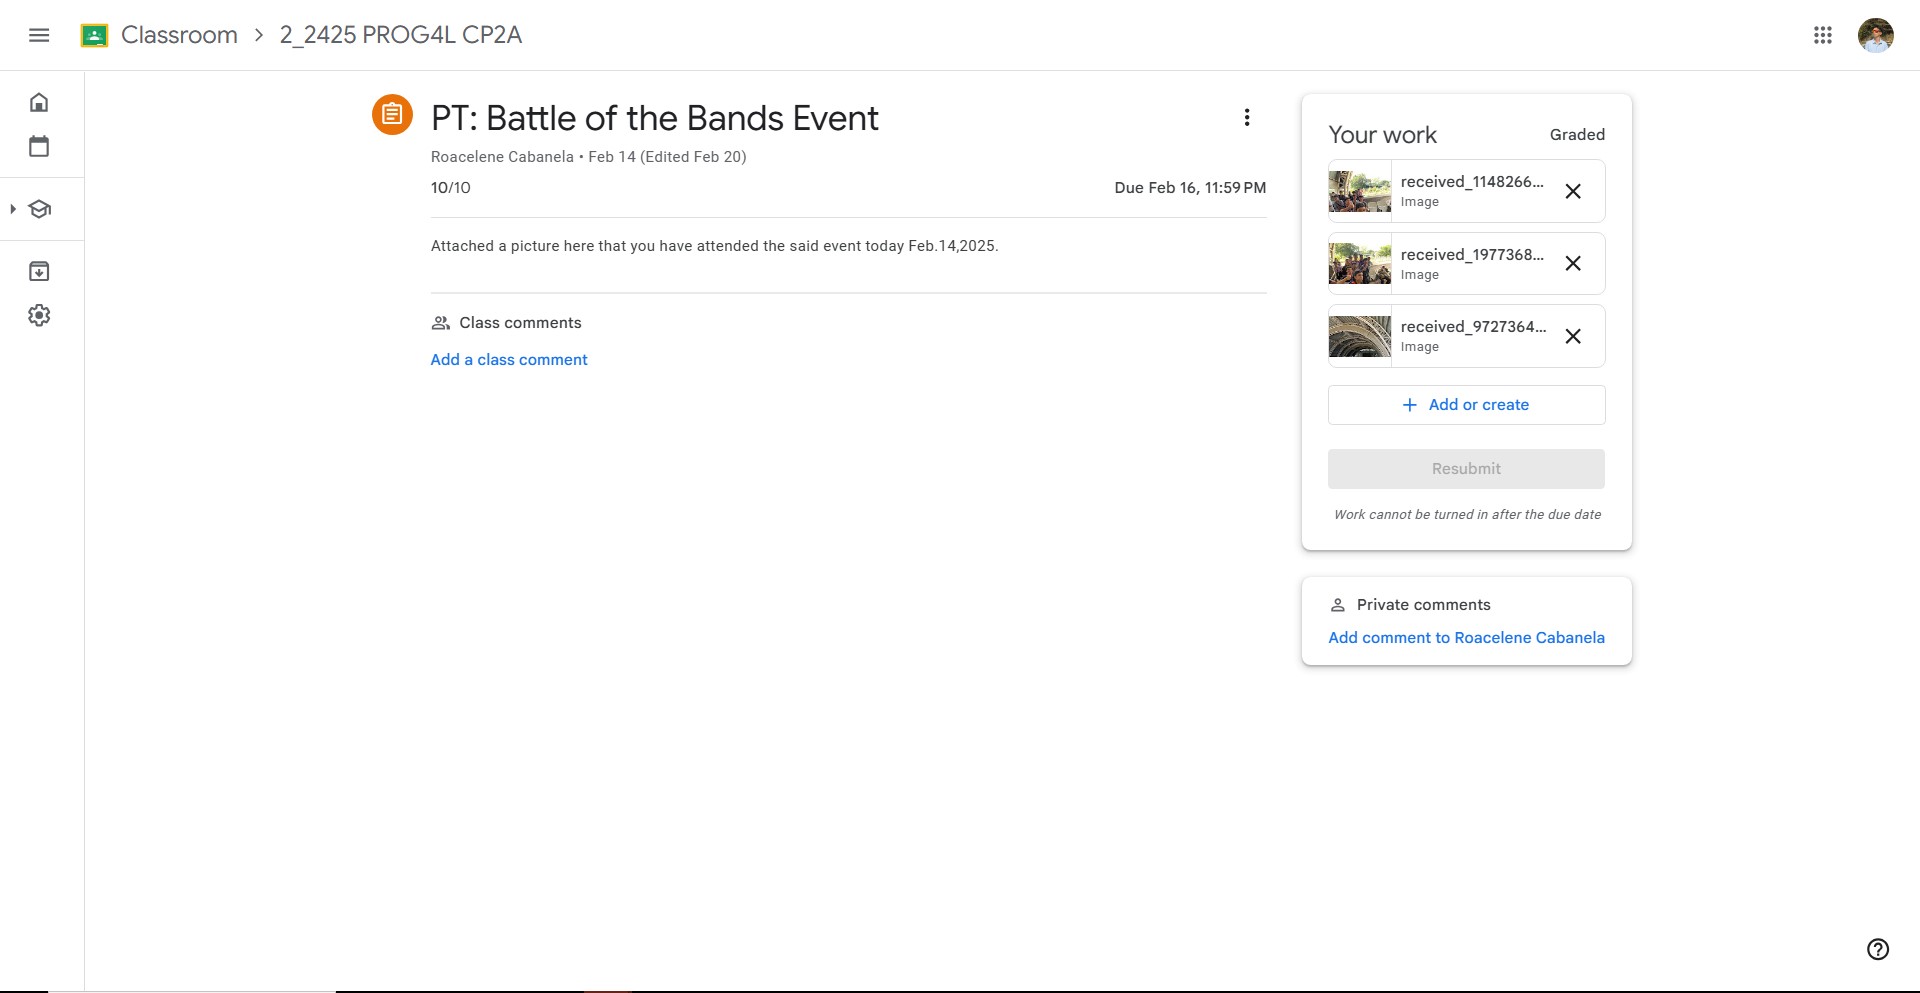 Classroom > 2_2425 PROG4L CP2A
PT: Battle of the Bands Event
Roacelene Cabanela • Feb 14 (Edited Feb 20)
10/10
Due Feb 16, 11:59 PM
Attached a picture here that you have attended the said event today Feb.14,2025.
Class comments
Add a class comment
Your work
Graded
received_1148266...
Image
received_1977368...
Image
received_9727364...
Image
+ Add or create
Resubmit
Work cannot be turned in after the due date
Private comments
Add comment to Roacelene Cabanela